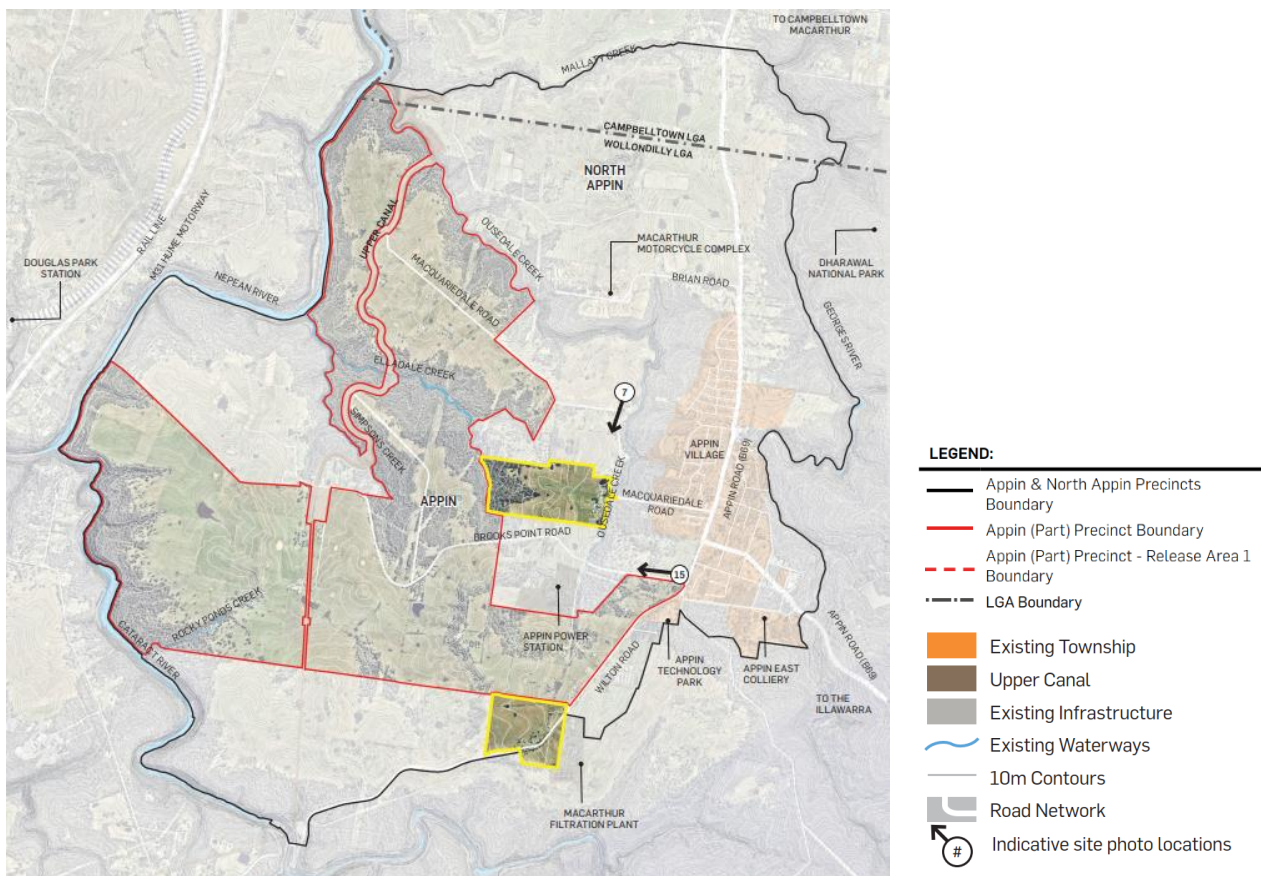 TO CAMPBELLTOWN
MACARTHUR
MALLATY CREEK
CAMPBELLTOWN LGA
WOLLONDILLY LGA
NORTH
APPIN
RAIL LINE
M31 HUME MOTORWAY
UPPER CANAL
OUSEDALE CREEK
MACARTHUR
MOTORCYCLE COMPLEX
DOUGLAS PARK
STATION
DHARAWAL
NATIONAL PARK
MACQUARIEDALE ROAD
BRIAN ROAD
NEPEAN RIVER
GEORGES RIVER
ELLADALE CREEK
7
SIMPSONS CREEK
APPIN
VILLAGE
APPIN ROAD (B69)
APPIN
OUSEDALE CREEK
MACQUARIEDALE
ROAD
BROOKS POINT ROAD
15
ROCKY PONDS CREEK
CATARACT RIVER
APPIN POWER
STATION
WILTON ROAD
APPIN
TECHNOLOGY
PARK
APPIN EAST
COLLIERY
APPIN ROAD (B69)
TO THE
ILLAWARRA
MACARTHUR
FILTRATION PLANT
LEGEND:
Appin & North Appin Precincts
Boundary
Appin (Part) Precinct Boundary
Appin (Part) Precinct - Release Area 1
Boundary
LGA Boundary
Existing Township
Upper Canal
Existing Infrastructure
Existing Waterways
10m Contours
Road Network
# Indicative site photo locations